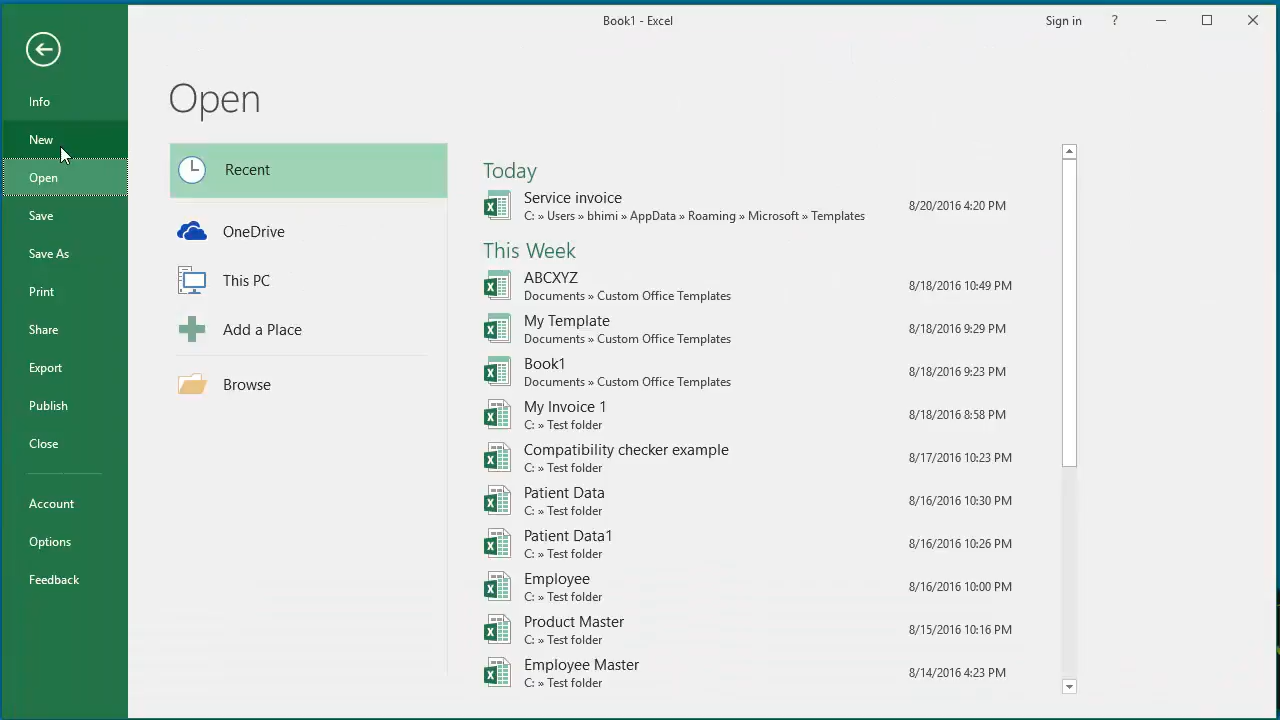 Book1 - Excel
Sign in
?
Info
New
Open
Save
Save As
Print
Share
Export
Publish
Close
Account
Options
Feedback
Open
Recent
OneDrive
This PC
Add a Place
Browse
Today
Service invoice
8/20/2016 4:20 PM
C: » Users » bhimi » AppData » Roaming » Microsoft » Templates
This Week
ABCXYZ
8/18/2016 10:49 PM
Documents » Custom Office Templates
My Template
8/18/2016 9:29 PM
Documents » Custom Office Templates
Book1
8/18/2016 9:23 PM
Documents » Custom Office Templates
My Invoice 1
8/18/2016 8:58 PM
C: » Test folder
Compatibility checker example
8/17/2016 10:23 PM
C: » Test folder
Patient Data
8/16/2016 10:30 PM
C: » Test folder
Patient Data1
8/16/2016 10:26 PM
C: » Test folder
Employee
8/16/2016 10:00 PM
C: » Test folder
Product Master
8/15/2016 10:16 PM
C: » Test folder
Employee Master
8/14/2016 4:23 PM
C: » Test folder